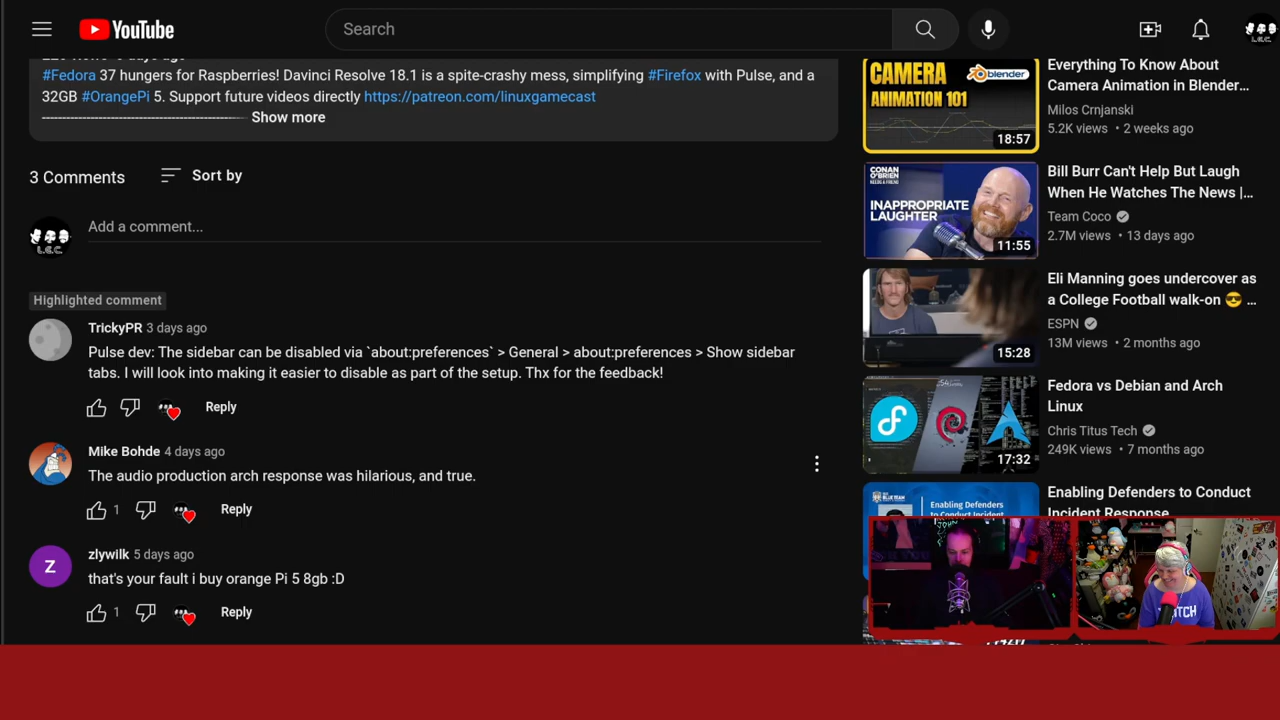 YouTube
Search
L.G.C.
#Fedora 37 hungers for Raspberries! Davinci Resolve 18.1 is a spite-crashy mess, simplifying #Firefox with Pulse, and a
32GB #OrangePi 5. Support future videos directly https://patreon.com/linuxgamecast
Show more
3 Comments
Sort by
L.G.C.
Add a comment...
Highlighted comment
TrickyPR 3 days ago
Pulse dev: The sidebar can be disabled via `about:preferences` > General > about:preferences > Show sidebar
tabs. I will look into making it easier to disable as part of the setup. Thx for the feedback!
Reply
Mike Bohde 4 days ago
The audio production arch response was hilarious, and true.
1
Reply
Z
zlywilk 5 days ago
that's your fault i buy orange Pi 5 8gb :D
1
Reply
CAMERA
ANIMATION 101
blender
18:57
Everything To Know About
Camera Animation in Blender...
Milos Crnjanski
5.2K views • 2 weeks ago
CONAN
O'BRIEN
NEEDS A FRIEND
INAPPROPRIATE
LAUGHTER
11:55
Bill Burr Can't Help But Laugh
When He Watches The News |...
Team Coco
2.7M views • 13 days ago
15:28
Eli Manning goes undercover as
a College Football walk-on 😎 ...
ESPN
13M views • 2 months ago
17:32
Fedora vs Debian and Arch
Linux
Chris Titus Tech
249K views • 7 months ago
Enabling Defenders
to Conduct
Enabling Defenders to Conduct
Incident Response